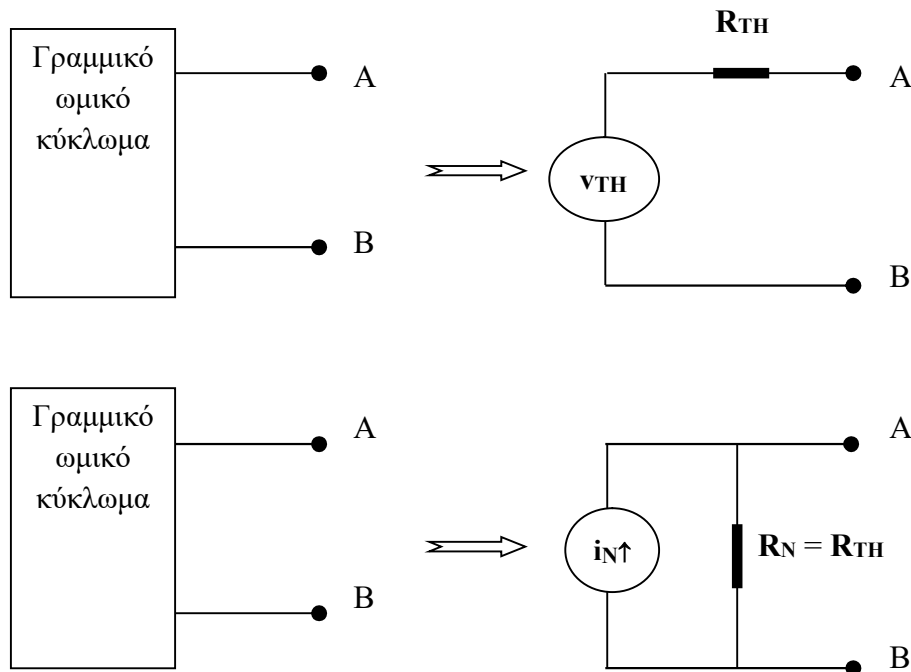 Γραμμικό
ωμικό
κύκλωμα
A
B
RTH
vTH
A
B
Γραμμικό
ωμικό
κύκλωμα
A
B
iN↑
RN = RTH
A
B